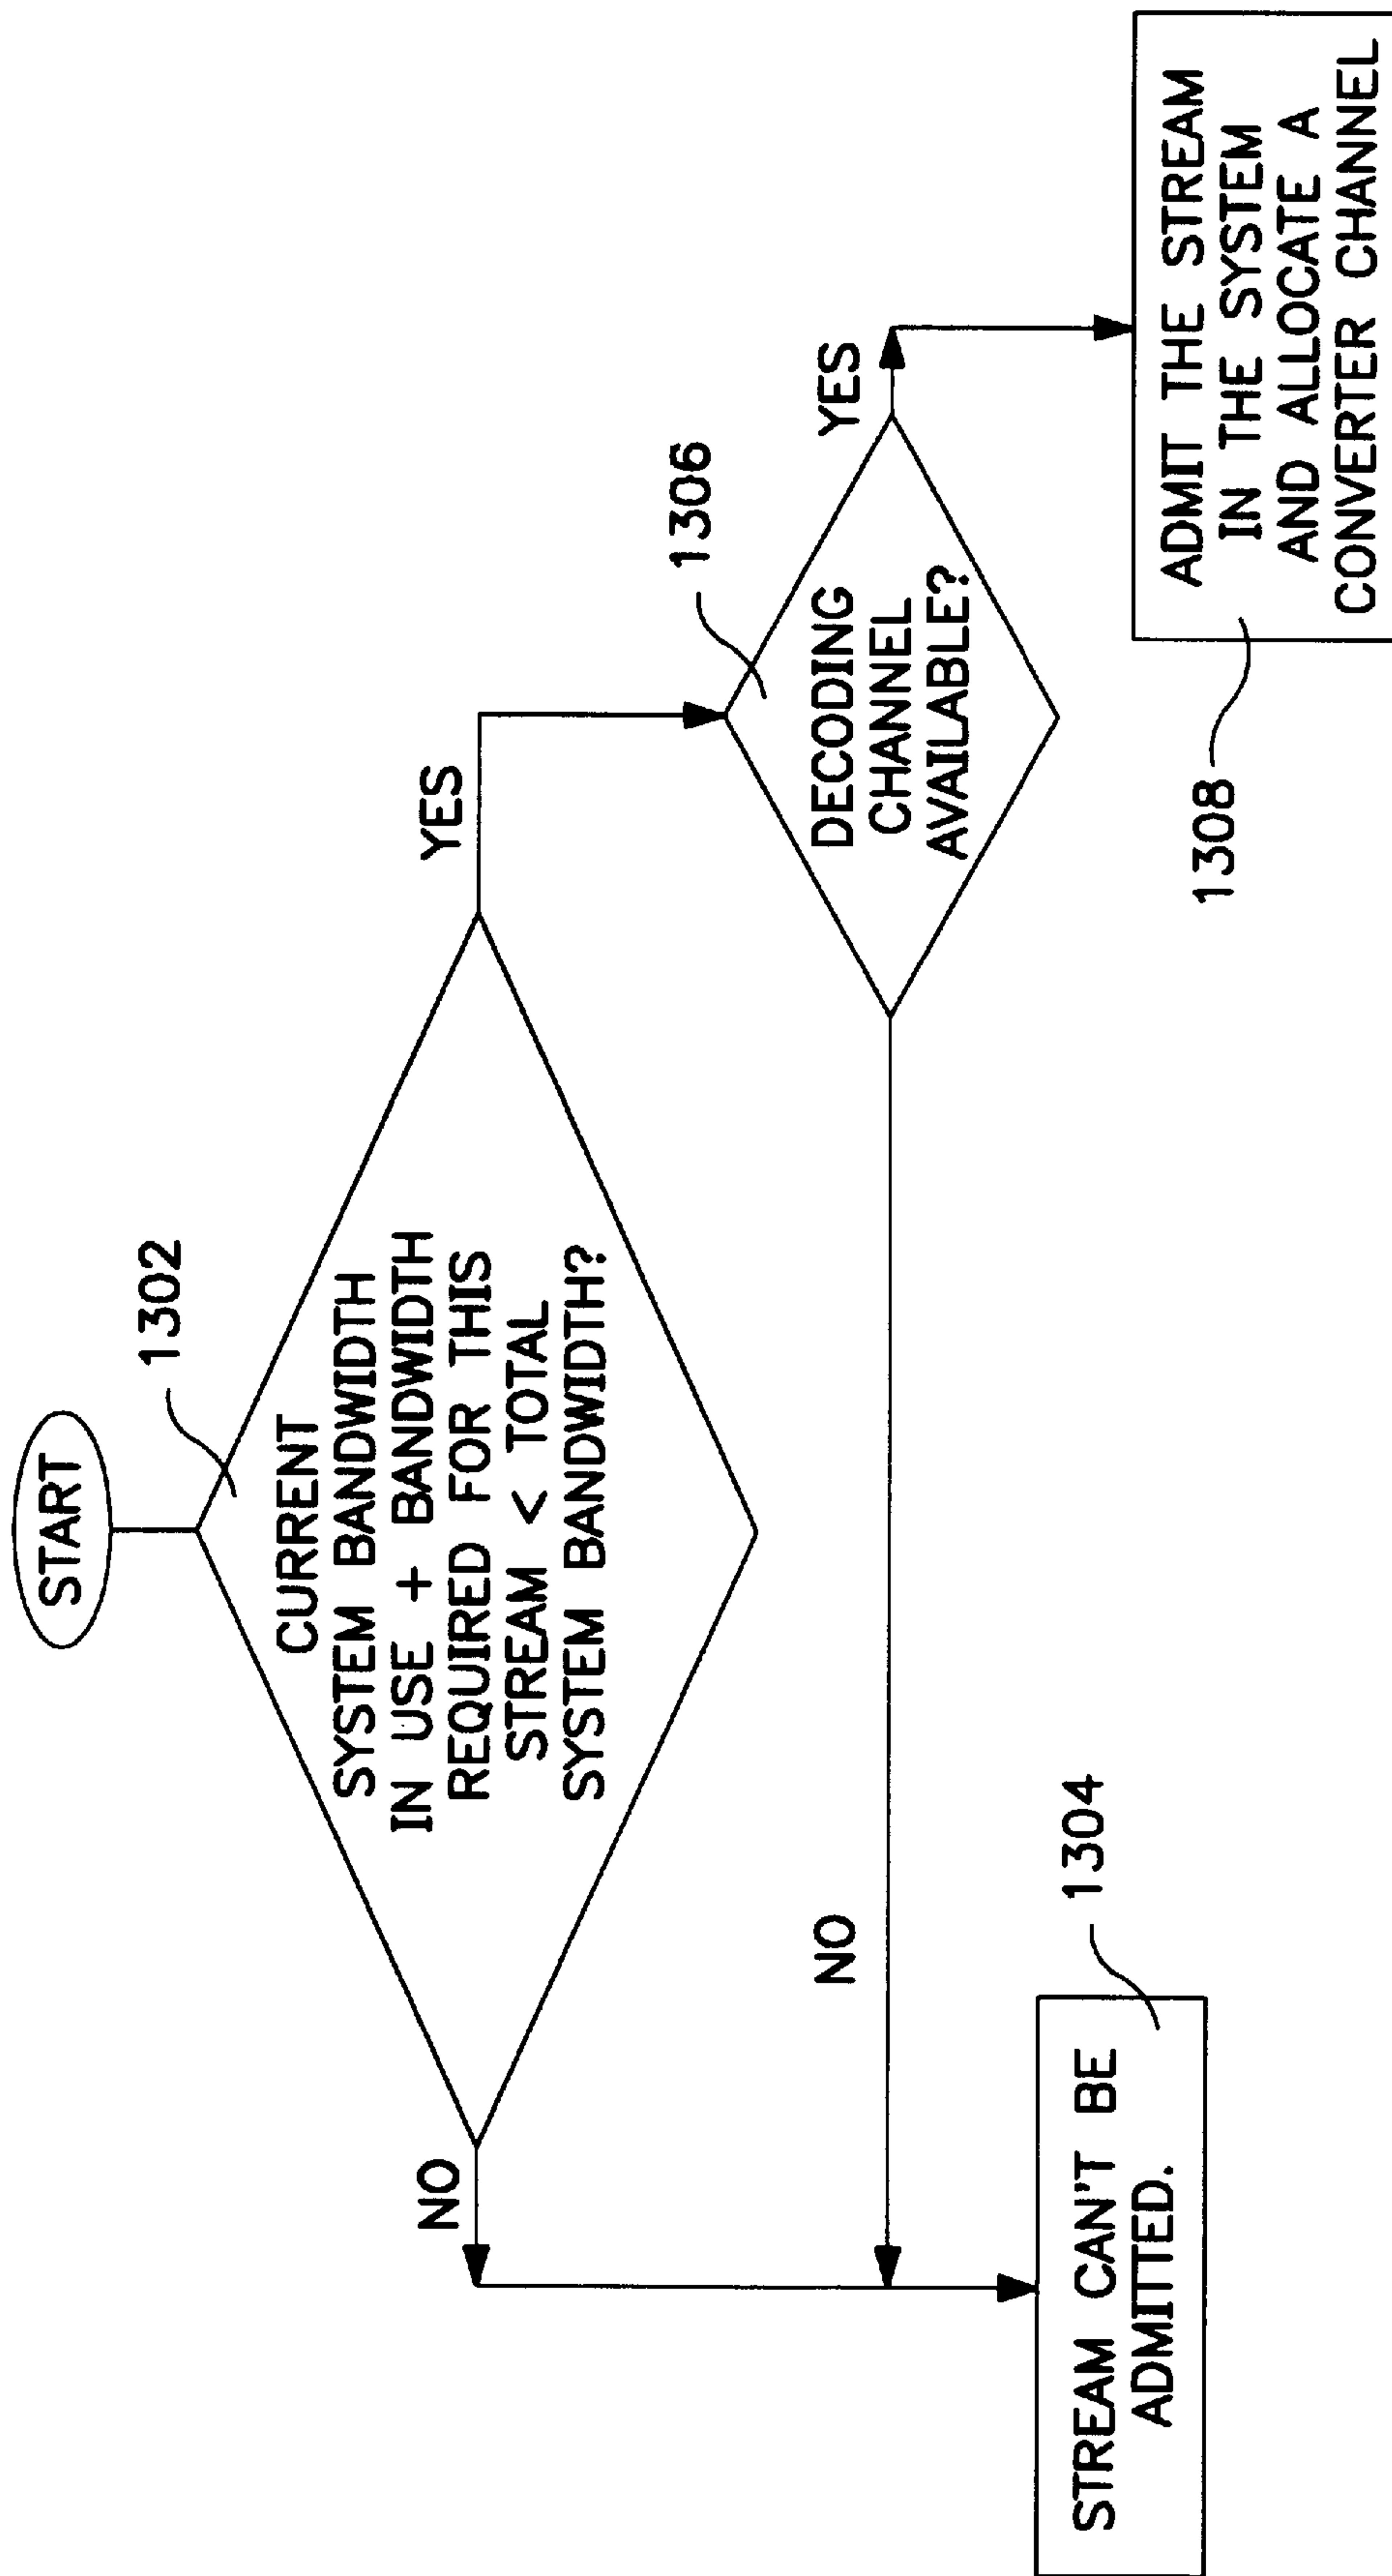 START
1302
CURRENT
SYSTEM BANDWIDTH
IN USE + BANDWIDTH
REQUIRED FOR THIS
STREAM < TOTAL
SYSTEM BANDWIDTH?
NO
YES
1306
DECODING
CHANNEL
AVAILABLE?
NO
YES
1304
STREAM CAN'T BE
ADMITTED.
1308
ADMIT THE STREAM
IN THE SYSTEM
AND ALLOCATE A
CONVERTER CHANNEL